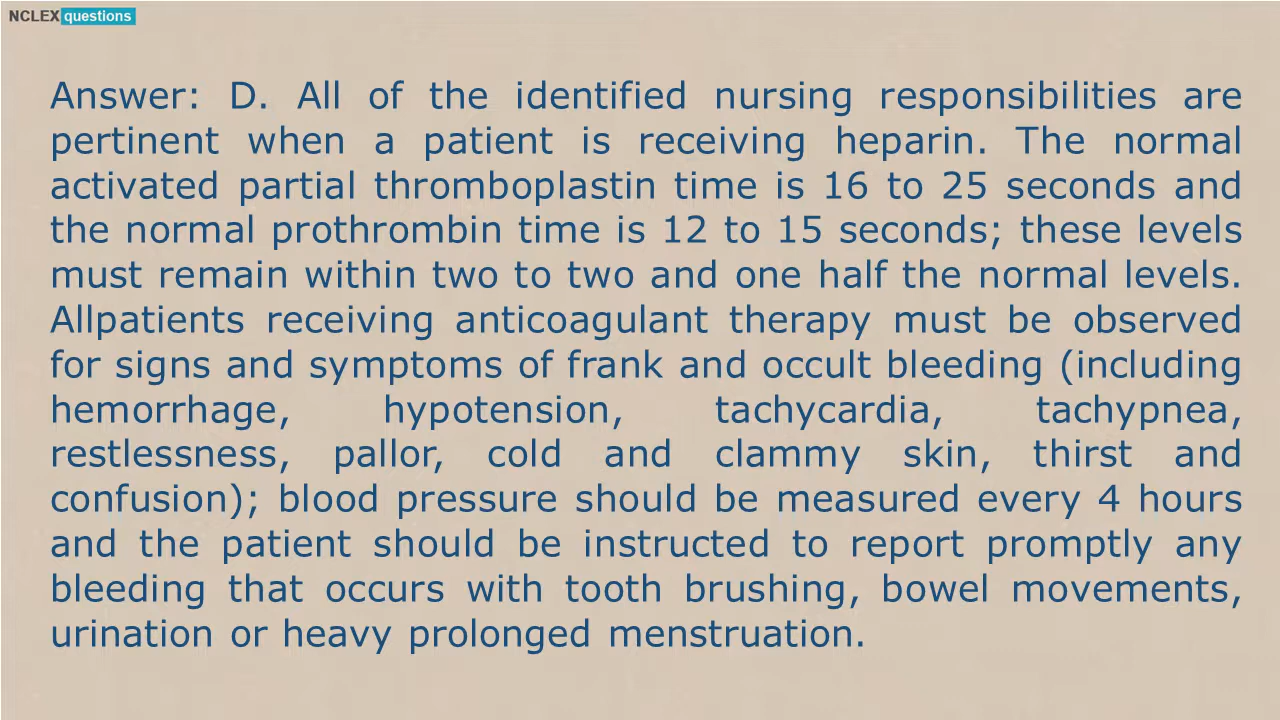 NCLEX questions
Answer: D. All of the identified nursing responsibilities are
pertinent when a patient is receiving heparin. The normal
activated partial thromboplastin time is 16 to 25 seconds and
the normal prothrombin time is 12 to 15 seconds; these levels
must remain within two to two and one half the normal levels.
Allpatients receiving anticoagulant therapy must be observed
for signs and symptoms of frank and occult bleeding (including
hemorrhage, hypotension, tachycardia, tachypnea,
restlessness, pallor, cold and clammy skin, thirst and
confusion); blood pressure should be measured every 4 hours
and the patient should be instructed to report promptly any
bleeding that occurs with tooth brushing, bowel movements,
urination or heavy prolonged menstruation.